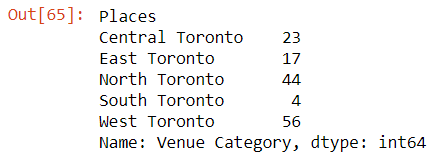 Out[65]: Places
Central Toronto 23
East Toronto 17
North Toronto 44
South Toronto 4
West Toronto 56
Name: Venue Category, dtype: int64